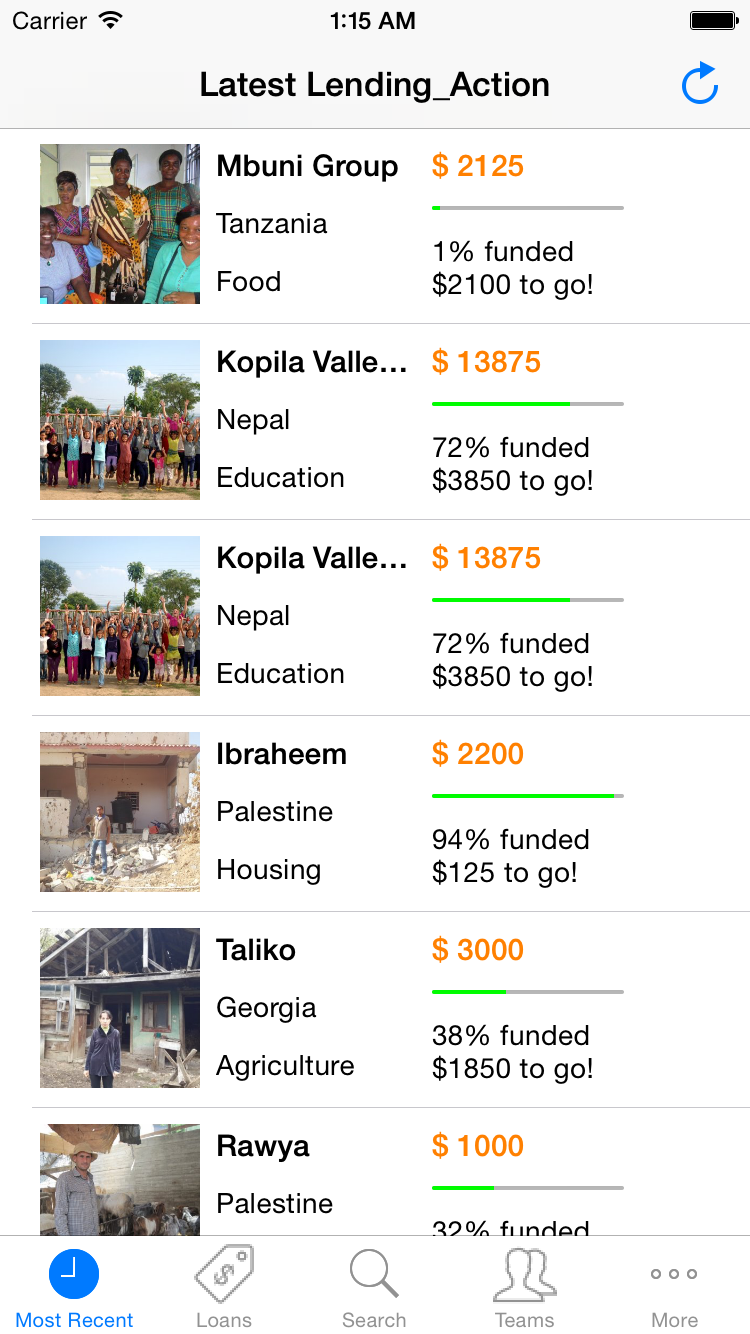 Carrier 1:15 AM
Latest Lending_Action
Mbuni Group $ 2125
Tanzania
1% funded
Food
$2100 to go!
Kopila Valle... $ 13875
Nepal
72% funded
Education
$3850 to go!
Kopila Valle... $ 13875
Nepal
72% funded
Education
$3850 to go!
Ibraheem $ 2200
Palestine
94% funded
Housing
$125 to go!
Taliko $ 3000
Georgia
38% funded
Agriculture
$1850 to go!
Rawya $ 1000
Palestine
32% funded
Most Recent Loans Search Teams More